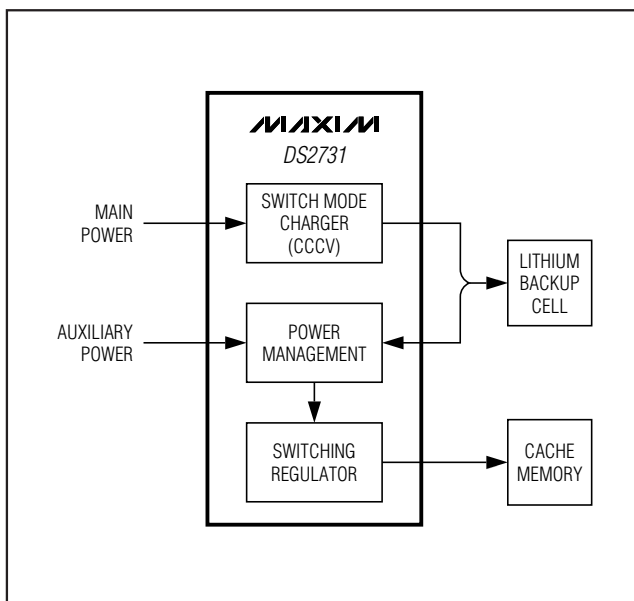 MAXIM
DS2731
MAIN
POWER
SWITCH MODE
CHARGER
(CCCV)
LITHIUM
BACKUP
CELL
AUXILIARY
POWER
POWER
MANAGEMENT
SWITCHING
REGULATOR
CACHE
MEMORY